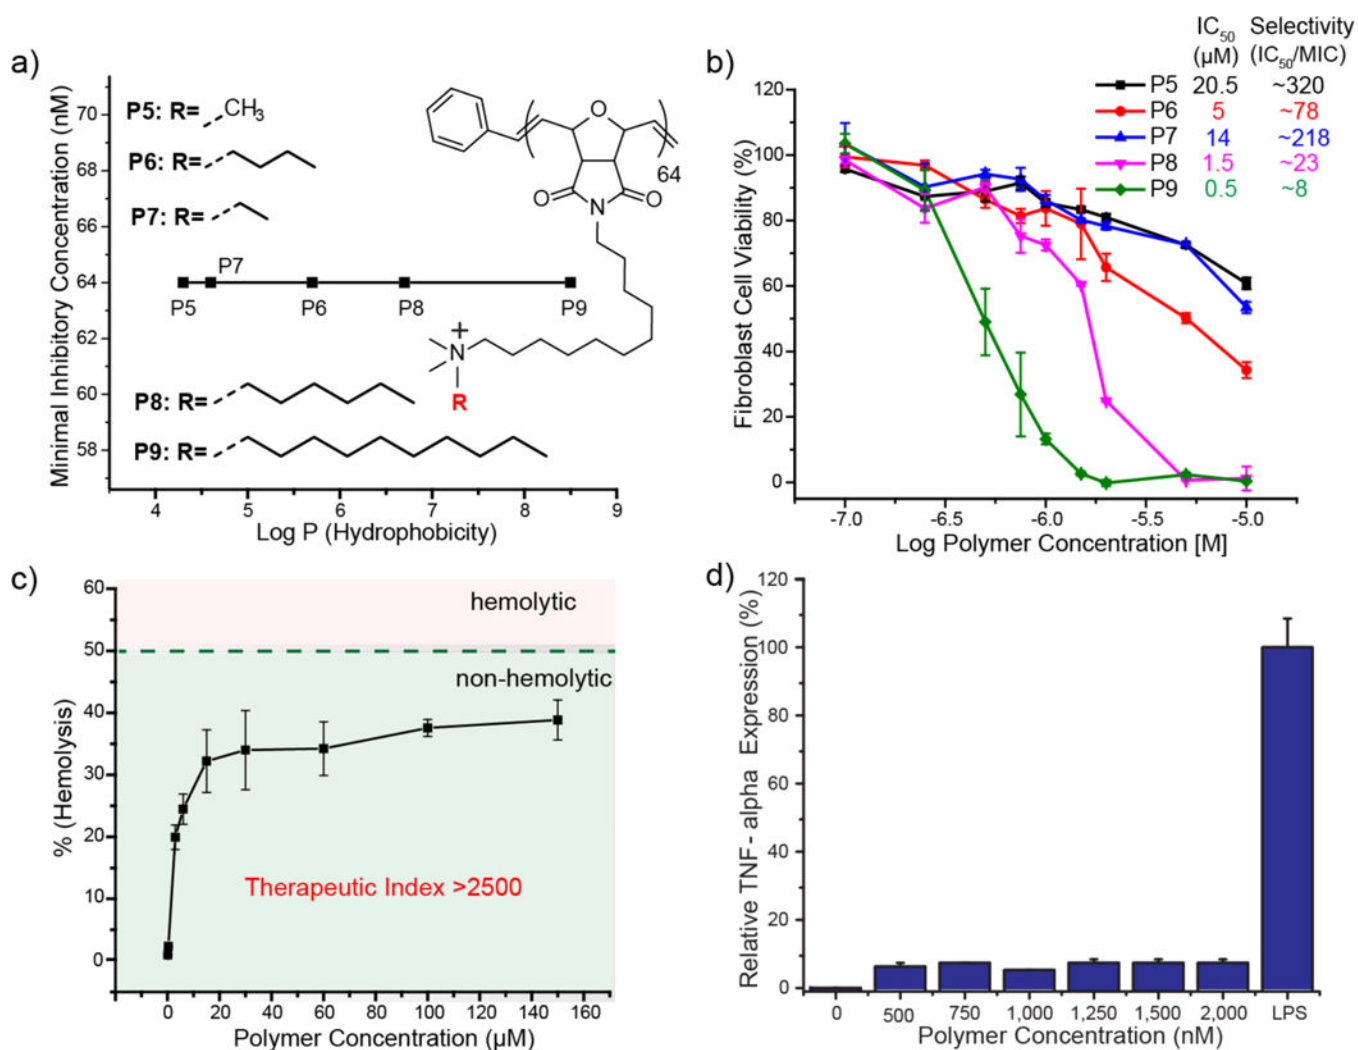 a)
Minimal Inhibitory Concentration (nM)
70
68
66
64
62
60
58
P5: R= CH3
P6: R=
P7: R=
P7
P5 P6 P8 P9
P8: R=
P9: R=
O
64
O N O
+
N
R
4 5 6 7 8 9
Log P (Hydrophobicity)
b)
IC50 Selectivity
(µM) (IC50/MIC)
P5 20.5 ~320
P6 5 ~78
P7 14 ~218
P8 1.5 ~23
P9 0.5 ~8
Fibroblast Cell Viability (%)
120
100
80
60
40
20
0
-7.0 -6.5 -6.0 -5.5 -5.0
Log Polymer Concentration [M]
c)
% (Hemolysis)
60
50
40
30
20
10
0
hemolytic
non-hemolytic
Therapeutic Index >2500
0 20 40 60 80 100 120 140 160
Polymer Concentration (µM)
d)
Relative TNF- alpha Expression (%)
120
100
80
60
40
20
0
0 500 750 1,000 1,250 1,500 2,000 LPS
Polymer Concentration (nM)